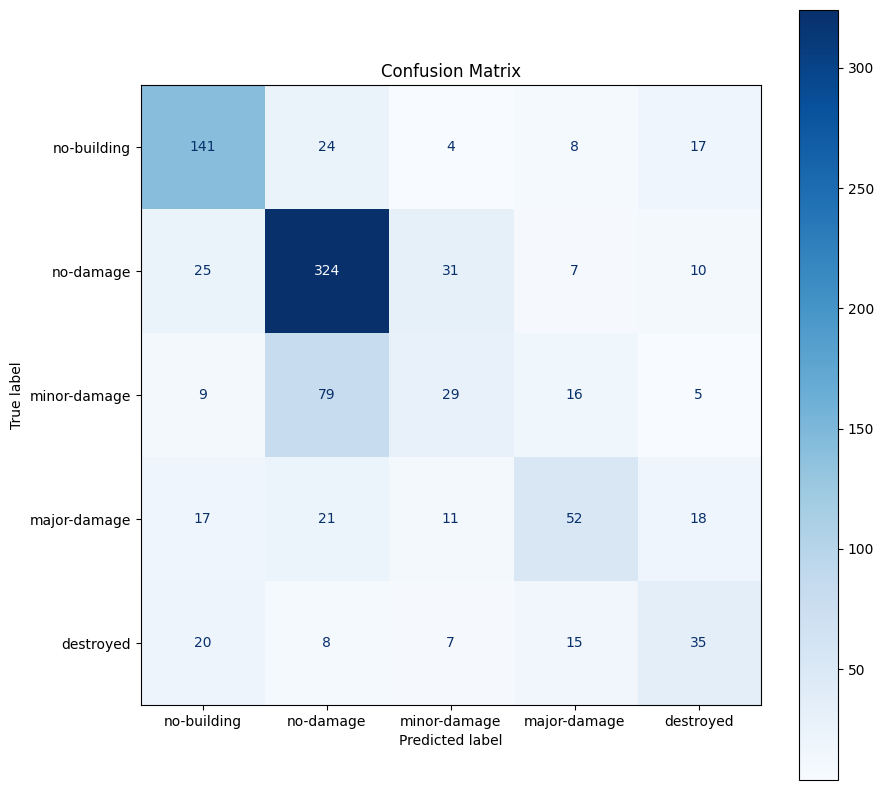 Confusion Matrix
no-building 141 24 4 8 17
no-damage 25 324 31 7 10
minor-damage 9 79 29 16 5
major-damage 17 21 11 52 18
destroyed 20 8 7 15 35
no-building no-damage minor-damage major-damage destroyed
Predicted label
True label
300
250
200
150
100
50